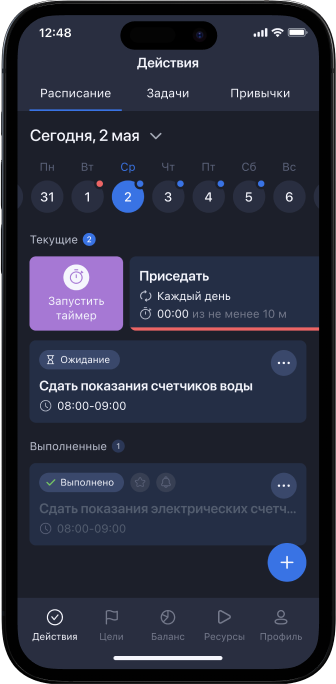 12:48
Действия
Расписание Задачи Привычки
Сегодня, 2 мая
Пн Вт Ср Чт Пт Сб Вс
31 1 2 3 4 5 6
Текущие 2
Запустить
таймер
Приседать
Каждый день
00:00 из не менее 10 м
Ожидание
Сдать показания счетчиков воды
08:00-09:00
Выполненные 1
Выполнено
Сдать показания электрических счетч...
08:00-09:00
Действия Цели Баланс Ресурсы Профиль